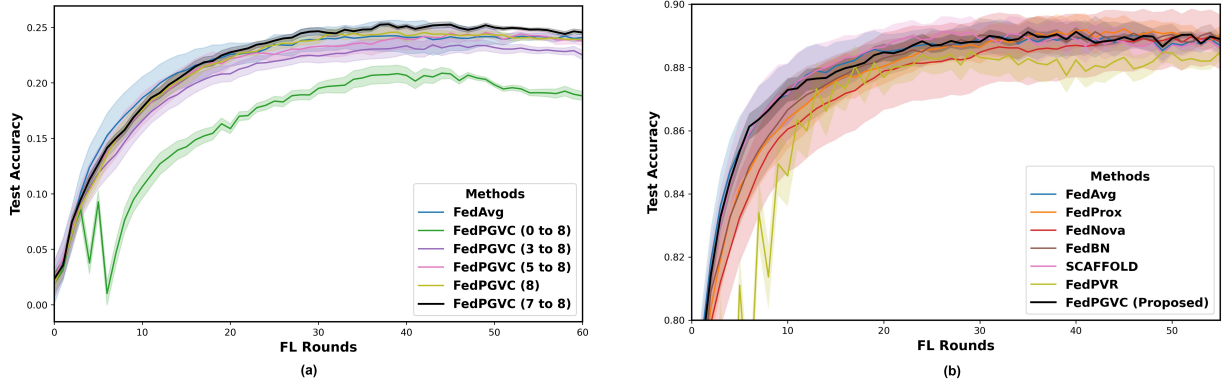 0.25
0.20
0.15
0.10
0.05
0.00
Test Accuracy
0
10
20
30
40
50
60
FL Rounds
Methods
FedAvg
FedPGVC (0 to 8)
FedPGVC (3 to 8)
FedPGVC (5 to 8)
FedPGVC (8)
FedPGVC (7 to 8)
(a)
0.90
0.88
0.86
0.84
0.82
0.80
Test Accuracy
0
10
20
30
40
50
FL Rounds
Methods
FedAvg
FedProx
FedNova
FedBN
SCAFFOLD
FedPVR
FedPGVC (Proposed)
(b)